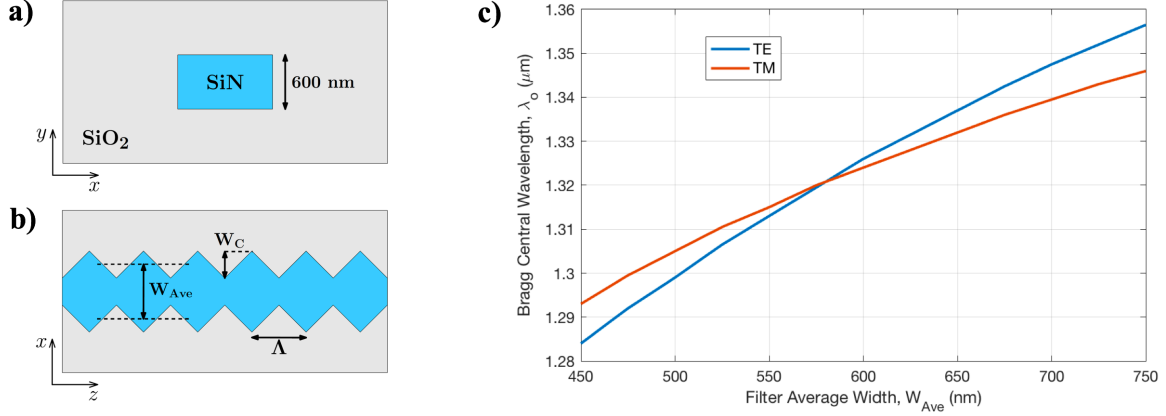 a)
SiN
600 nm
SiO2
y
x
b)
WC
WAve
Λ
x
z
c)
Bragg Central Wavelength, λo (μm)
1.36
1.35
1.34
1.33
1.32
1.31
1.3
1.29
1.28
TE
TM
450 500 550 600 650 700 750
Filter Average Width, WAve (nm)